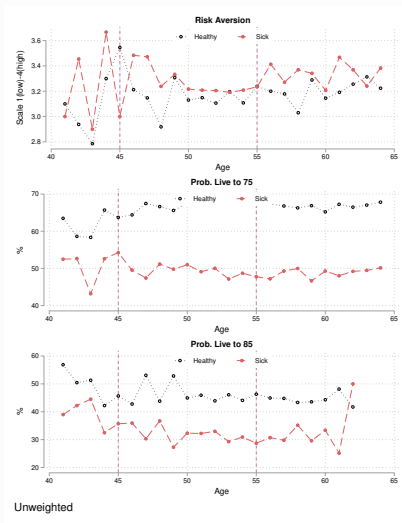 Risk Aversion
Healthy Sick
Scale 1(low)-4(high)
3.6
3.4
3.2
3.0
2.8
40 45 50 55 60 65
Age
Prob. Live to 75
Healthy Sick
%
70
60
50
40
40 45 50 55 60 65
Age
Prob. Live to 85
Healthy Sick
%
60
50
40
30
20
40 45 50 55 60 65
Age
Unweighted